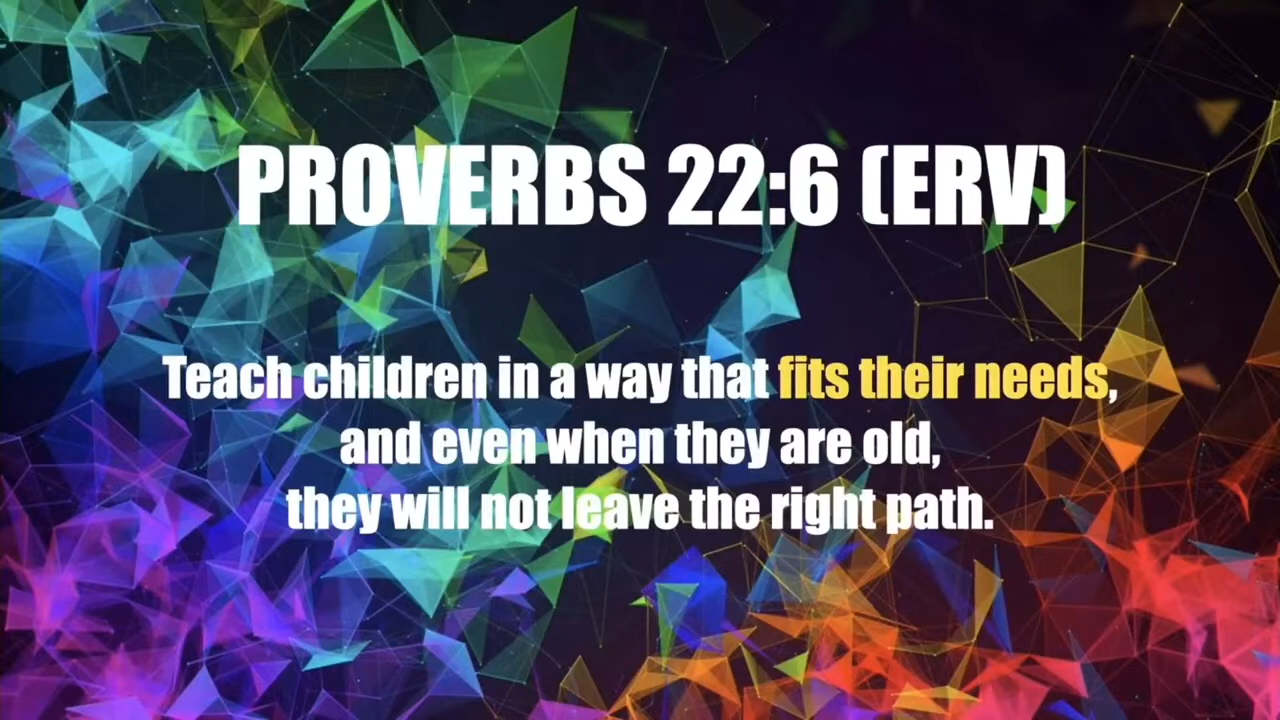 PROVERBS 22:6 (ERV)
Teach children in a way that fits their needs,
and even when they are old,
they will not leave the right path.